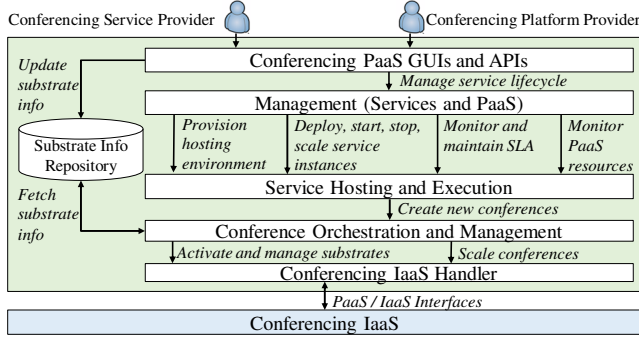 Conferencing Service Provider
Conferencing Platform Provider
Conferencing PaaS GUIs and APIs
Update
substrate
info
Manage service lifecycle
Management (Services and PaaS)
Provision
hosting
environment
Deploy, start, stop,
scale service
instances
Monitor and
maintain SLA
Monitor
PaaS
resources
Substrate Info
Repository
Service Hosting and Execution
Fetch
substrate
info
Create new conferences
Conference Orchestration and Management
Activate and manage substrates
Scale conferences
Conferencing IaaS Handler
PaaS / IaaS Interfaces
Conferencing IaaS